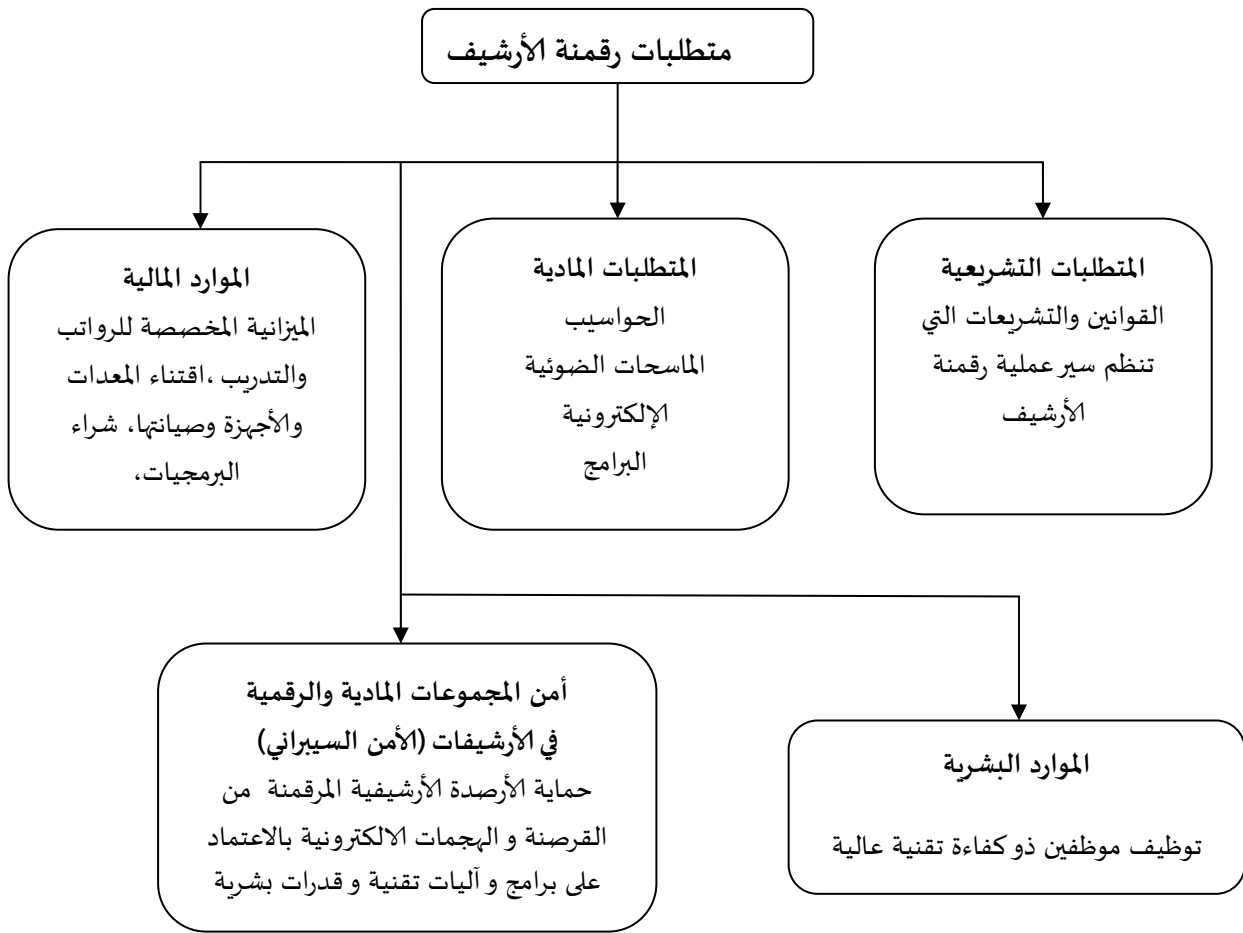 متطلبات رقمنة الأرشيف
المتطلبات التشريعية
القوانين والتشريعات التي
تنظم سير عملية رقمنة
الأرشيف
المتطلبات المادية
الحواسيب
الماسحات الضوئية
الإلكترونية
البرامج
الموارد المالية
الميزانية المخصصة للرواتب
والتدريب ،اقتناء المعدات
والأجهزة وصيانتها، شراء
البرمجيات،
الموارد البشرية
توظيف موظفين ذو كفاءة تقنية عالية
أمن المجموعات المادية والرقمية
في الأرشيفات (الأمن السيبراني)
حماية الأرصدة الأرشيفية المرقمنة من
القرصنة و الهجمات الالكترونية بالاعتماد
على برامج و آليات تقنية و قدرات بشرية